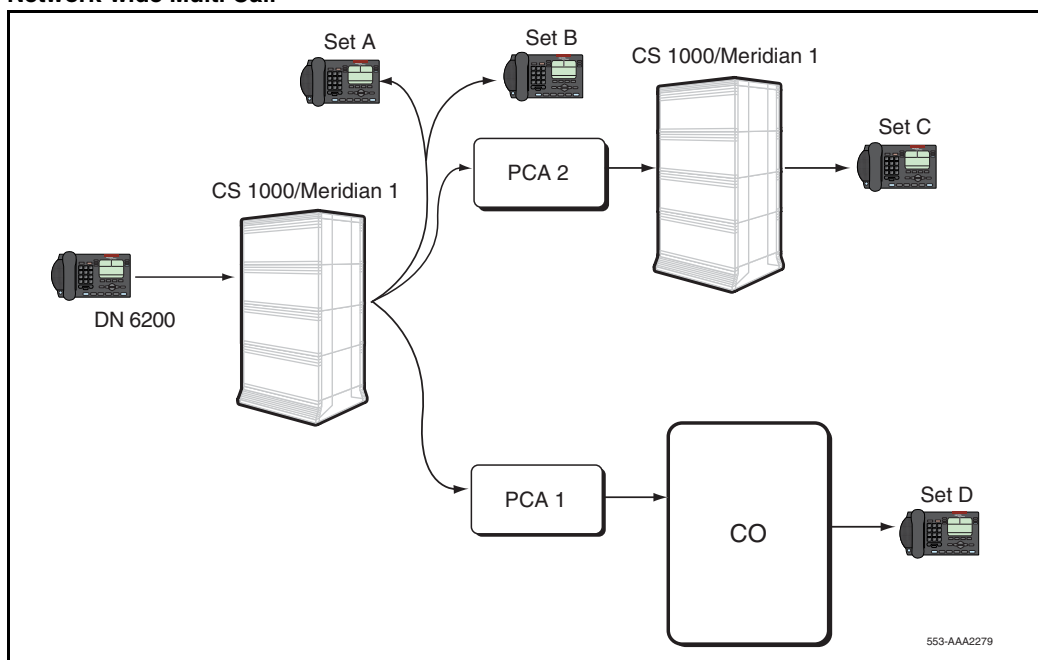 Network-wide Multi-Call
Set A
Set B
CS 1000/Meridian 1
Set C
PCA 2
CS 1000/Meridian 1
DN 6200
PCA 1
CO
Set D
553-AAA2279